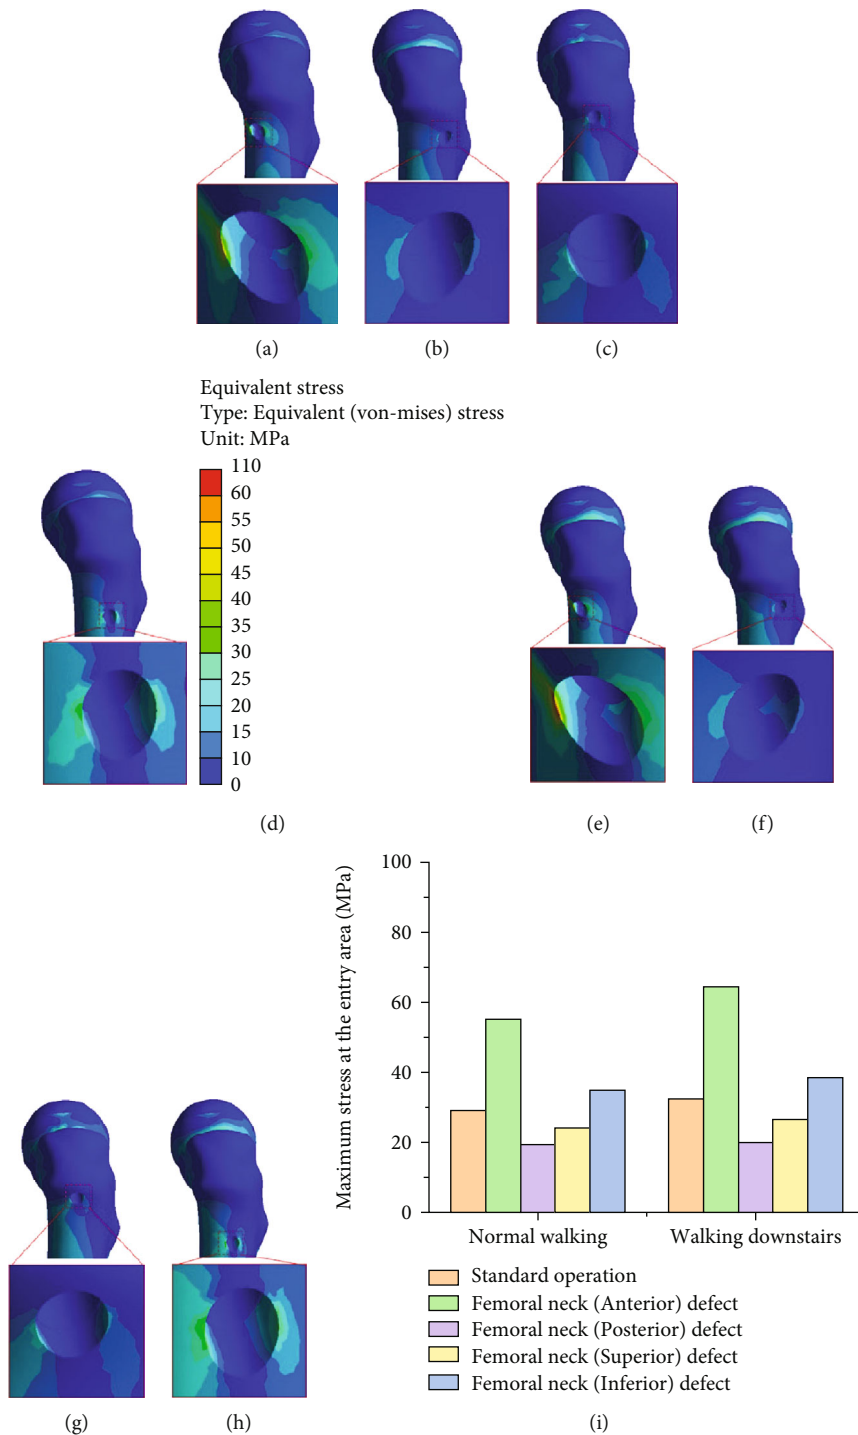 (a)
(b)
(c)
Equivalent stress
Type: Equivalent (von-mises) stress
Unit: MPa
110
60
55
50
45
40
35
30
25
20
15
10
0
(d)
(e)
(f)
(g)
(h)
Maximum stress at the entry area (MPa)
100
80
60
40
20
0
Normal walking
Walking downstairs
Standard operation
Femoral neck (Anterior) defect
Femoral neck (Posterior) defect
Femoral neck (Superior) defect
Femoral neck (Inferior) defect
(i)